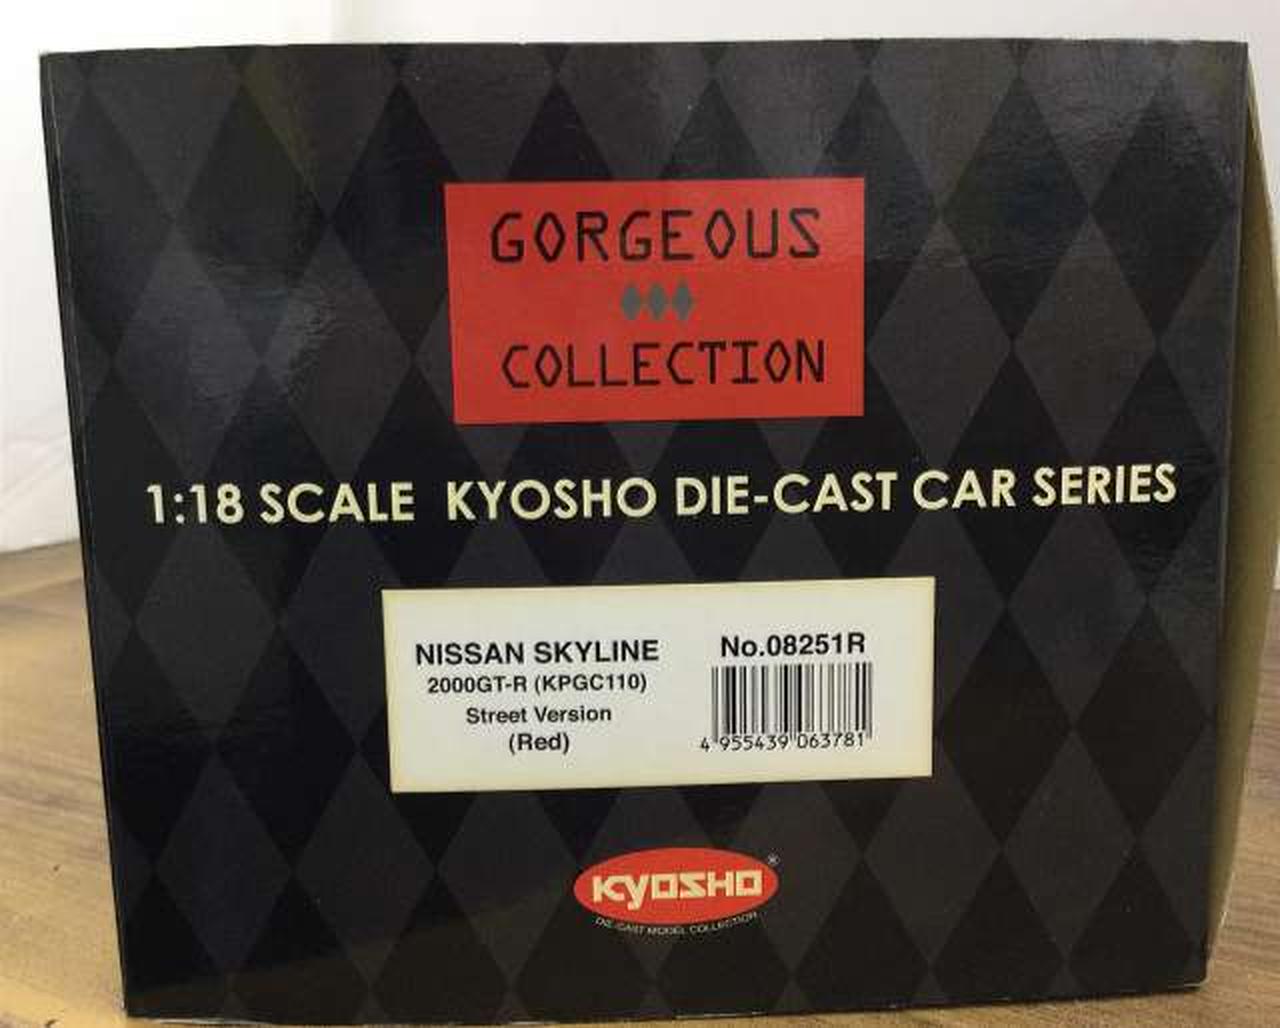 GORGEOUS
COLLECTION
1:18 SCALE KYOSHO DIE-CAST CAR SERIES
NISSAN SKYLINE
2000GT-R (KPGC110)
Street Version
(Red)
No.08251R
4 955439 063781
KYOSHO
DIE-CAST MODEL COLLECTION